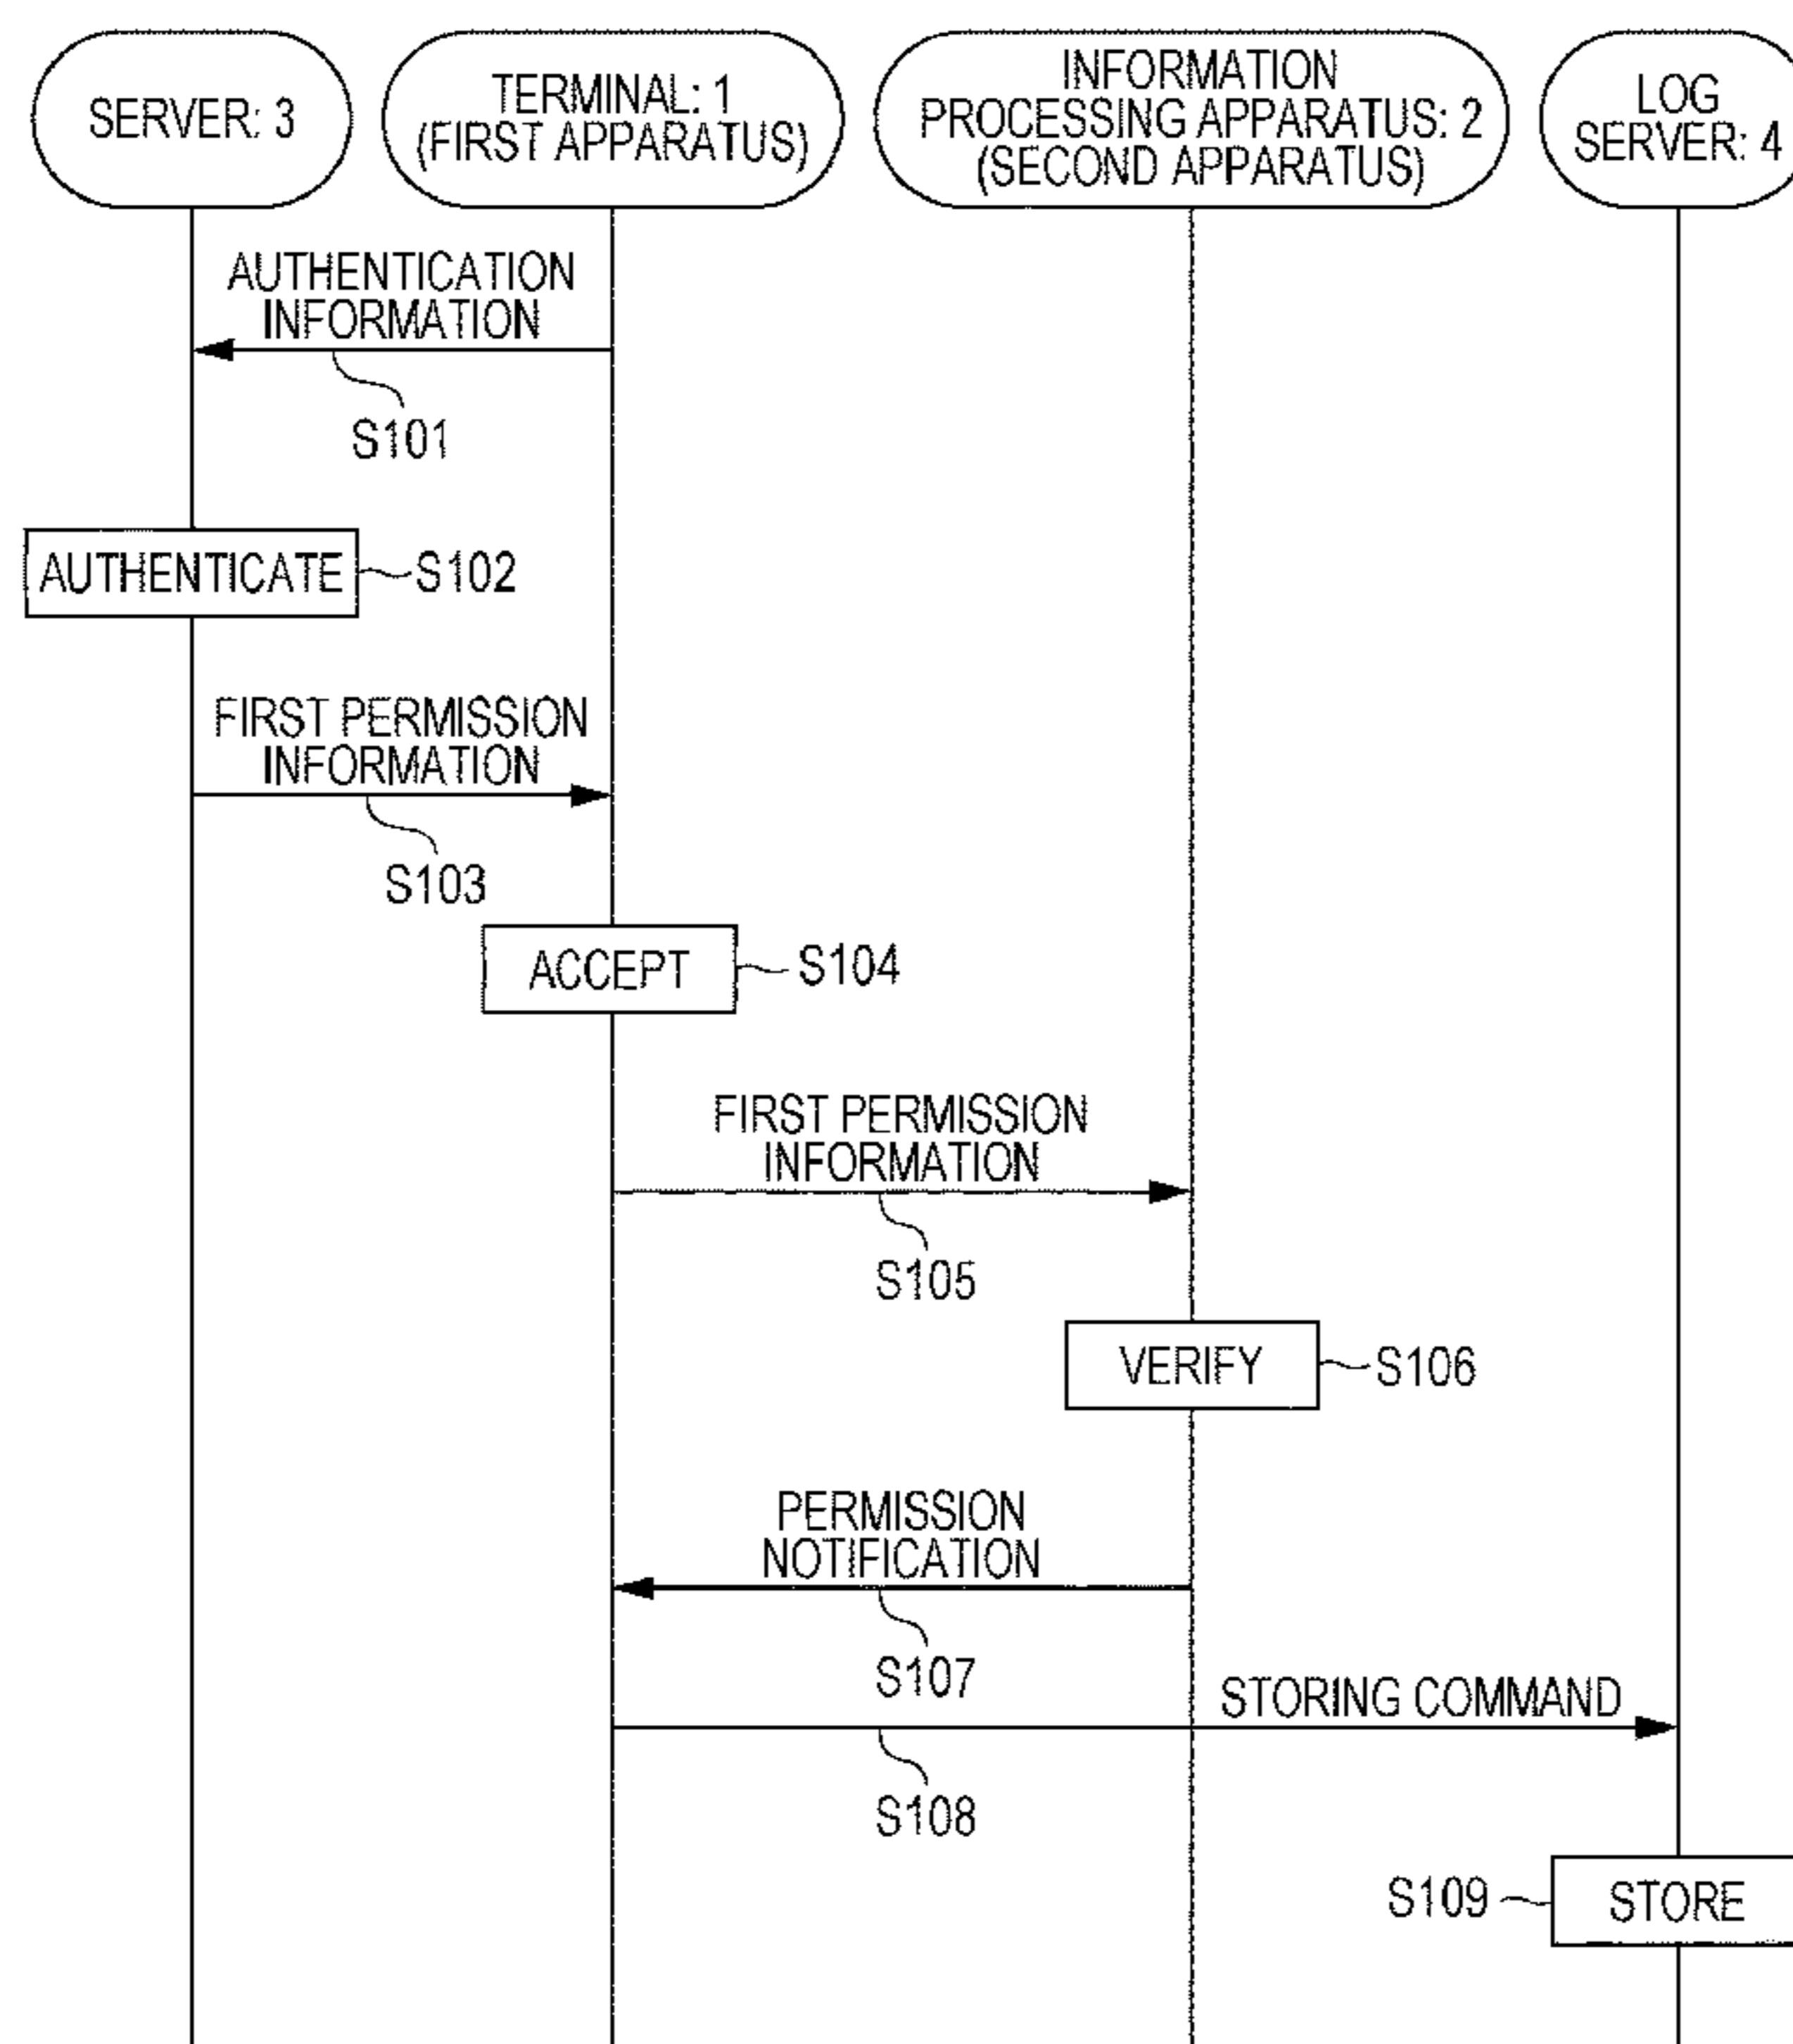 SERVER: 3
TERMINAL: 1
(FIRST APPARATUS)
INFORMATION
PROCESSING APPARATUS: 2
(SECOND APPARATUS)
LOG
SERVER: 4
AUTHENTICATION
INFORMATION
S101
AUTHENTICATE
S102
FIRST PERMISSION
INFORMATION
S103
ACCEPT
S104
FIRST PERMISSION
INFORMATION
S105
VERIFY
S106
PERMISSION
NOTIFICATION
S107
STORING COMMAND
S108
S109
STORE